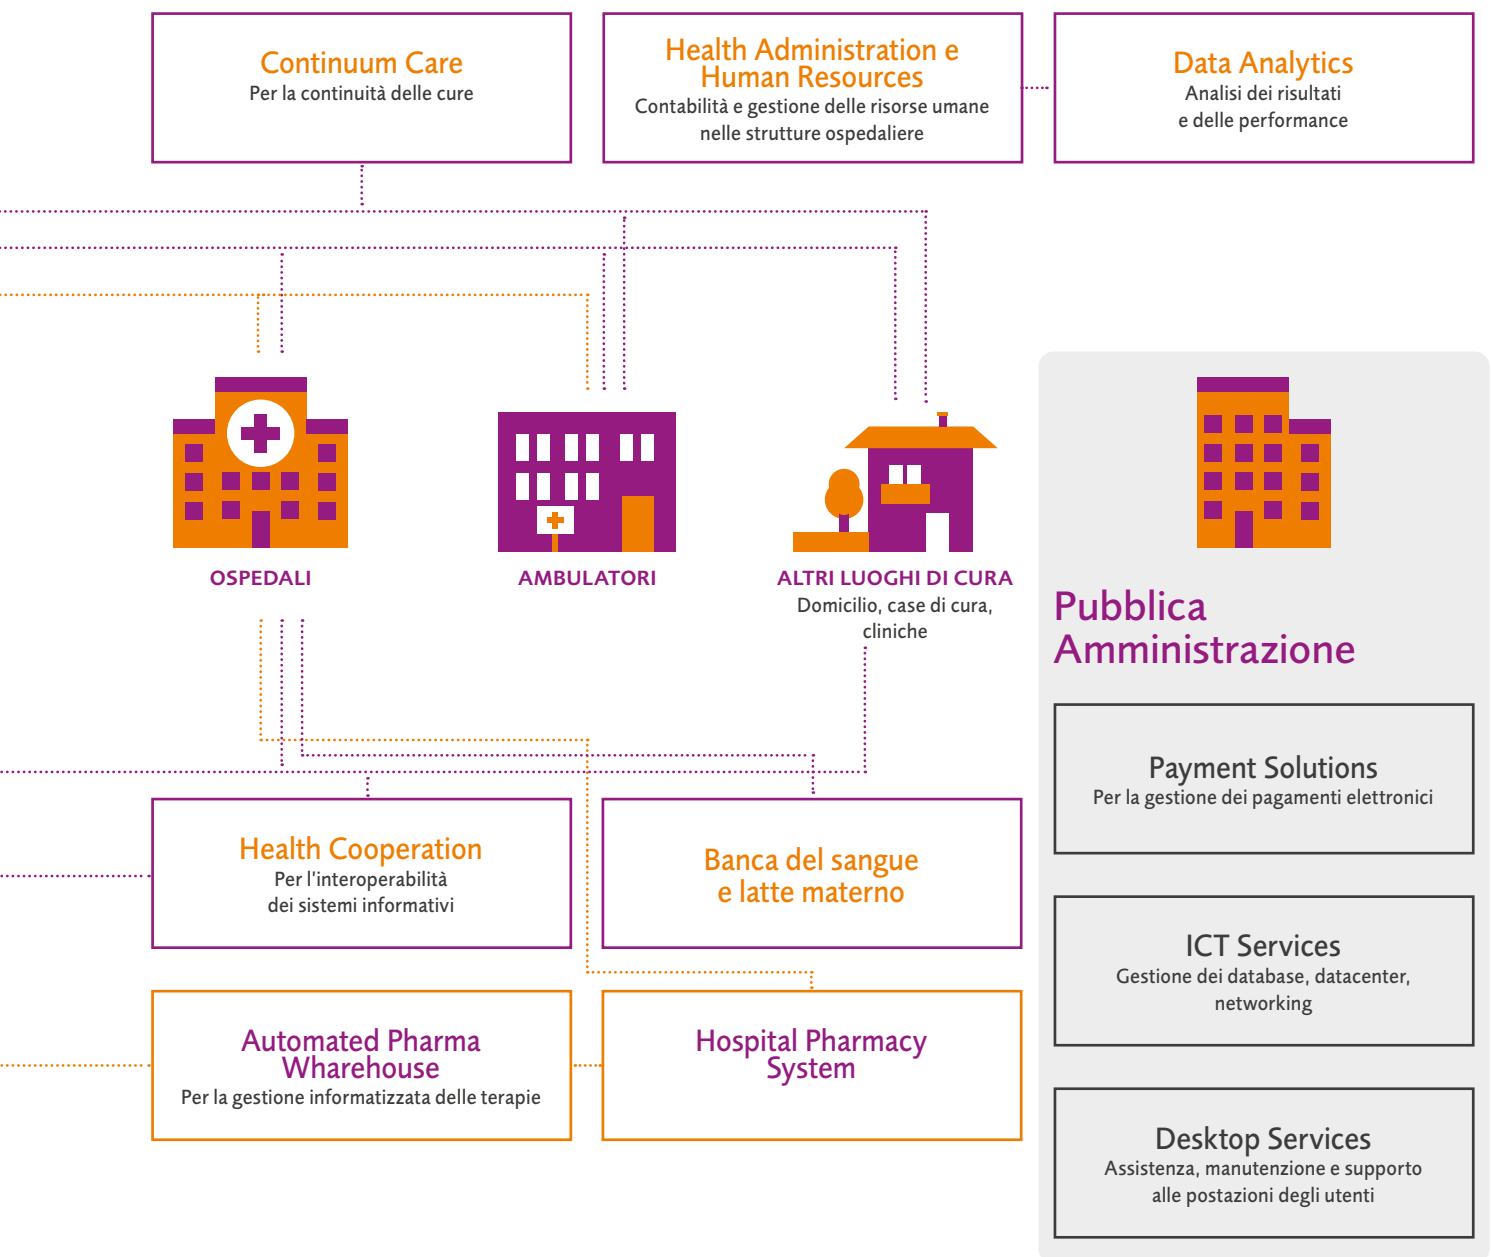 Continuum Care
Per la continuità delle cure
Health Administration e
Human Resources
Contabilità e gestione delle risorse umane
nelle strutture ospedaliere
Data Analytics
Analisi dei risultati
e delle performance
OSPEDALI
AMBULATORI
ALTRI LUOGHI DI CURA
Domicilio, case di cura,
cliniche
Pubblica
Amministrazione
Payment Solutions
Per la gestione dei pagamenti elettronici
Health Cooperation
Per l'interoperabilità
dei sistemi informativi
Banca del sangue
e latte materno
ICT Services
Gestione dei database, datacenter,
networking
Automated Pharma
Wharehouse
Per la gestione informatizzata delle terapie
Hospital Pharmacy
System
Desktop Services
Assistenza, manutenzione e supporto
alle postazioni degli utenti